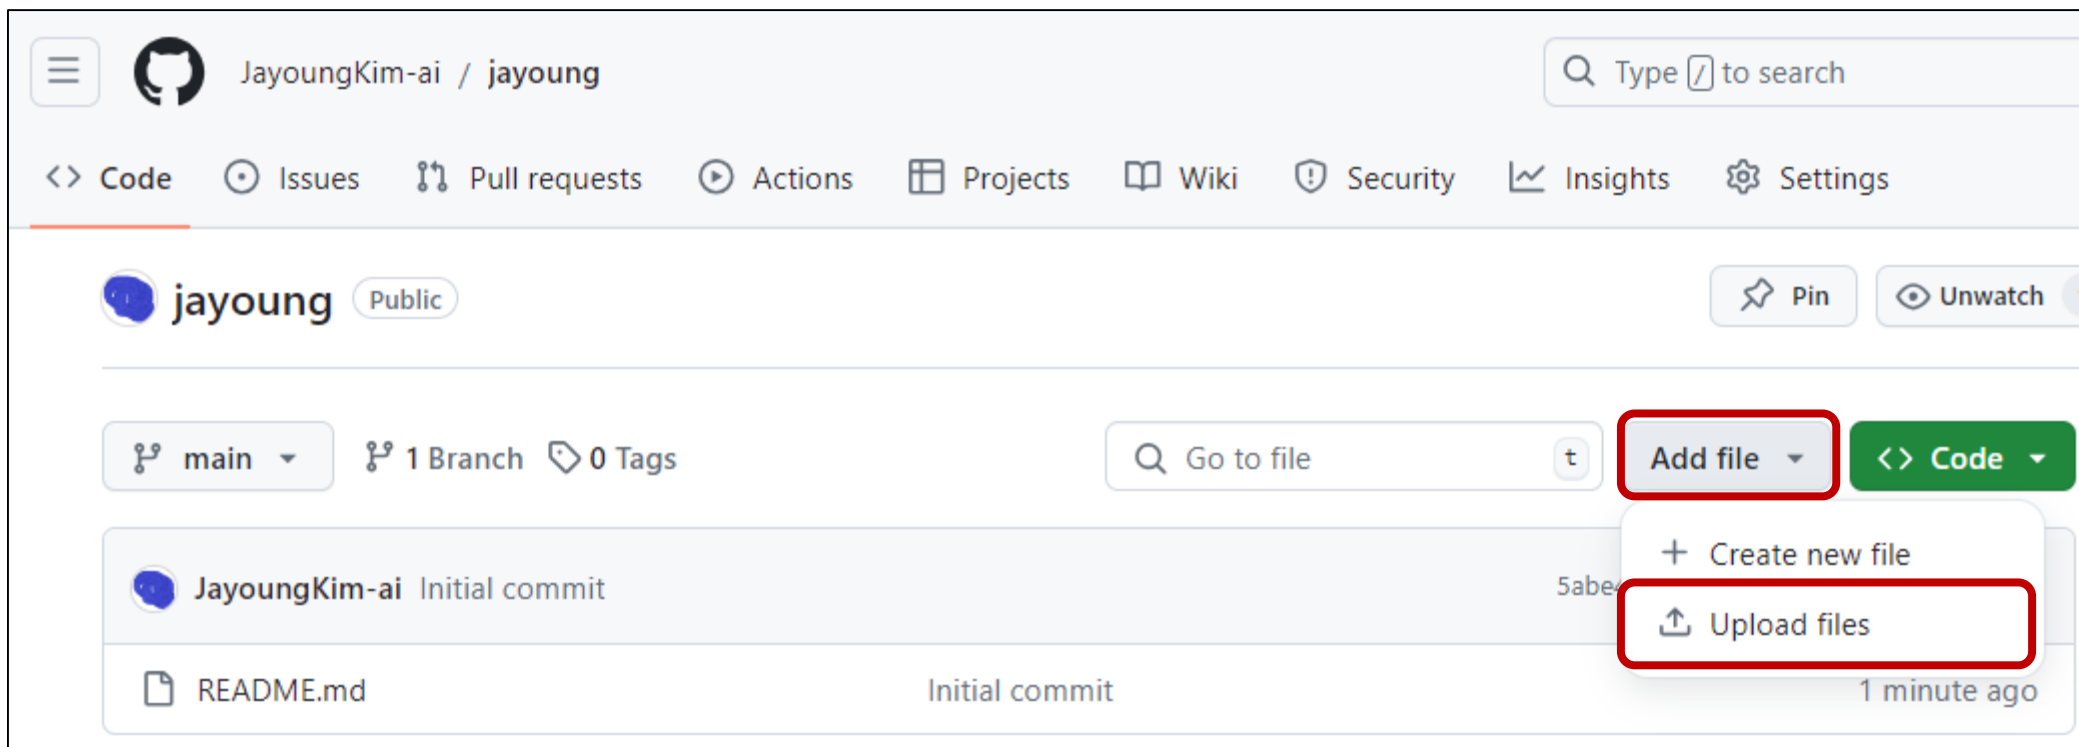 JayoungKim-ai / jayoung
Type / to search
Code Issues Pull requests Actions Projects Wiki Security Insights Settings
jayoung Public
Pin Unwatch
main 1 Branch 0 Tags
Go to file t
Add file
Code
Create new file
Upload files
JayoungKim-ai Initial commit
README.md Initial commit 1 minute ago